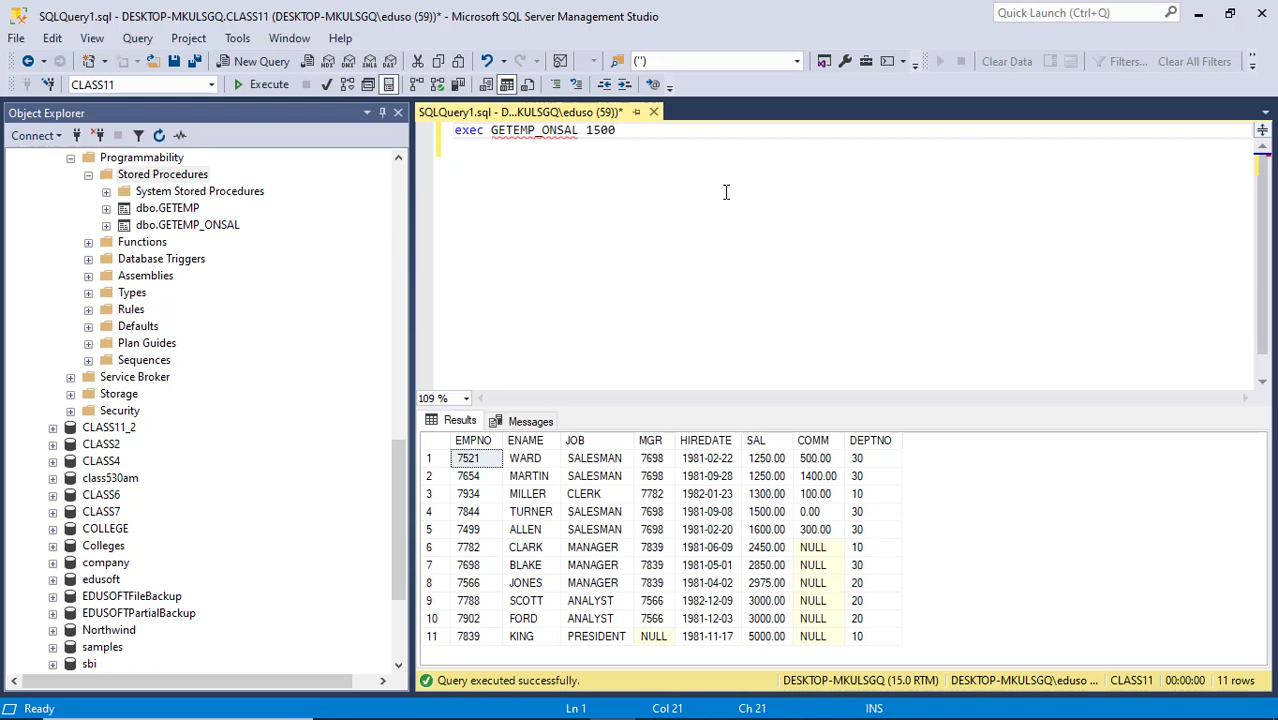 SQLQuery1.sql - DESKTOP-MKULSGQ.CLASS11 (DESKTOP-MKULSGQ\eduso (59))* - Microsoft SQL Server Management Studio
Quick Launch (Ctrl+Q)
File Edit View Query Project Tools Window Help
New Query
MDX DMX XMLA DAX
('')
Clear Data
Filters...
Clear All Filters
CLASS11
Execute
Object Explorer
SQLQuery1.sql - D...KULSGQ\eduso (59))*
Connect
exec GETEMP_ONSAL 1500
Programmability
Stored Procedures
System Stored Procedures
dbo.GETEMP
dbo.GETEMP_ONSAL
Functions
Database Triggers
Assemblies
Types
Rules
Defaults
Plan Guides
Sequences
Service Broker
Storage
Security
CLASS11_2
CLASS2
CLASS4
class530am
CLASS6
CLASS7
COLLEGE
Colleges
company
edusoft
EDUSOFTFileBackup
EDUSOFTPartialBackup
Northwind
samples
sbi
109 %
Results Messages
EMPNO ENAME JOB MGR HIREDATE SAL COMM DEPTNO
1 7521 WARD SALESMAN 7698 1981-02-22 1250.00 500.00 30
2 7654 MARTIN SALESMAN 7698 1981-09-28 1250.00 1400.00 30
3 7934 MILLER CLERK 7782 1982-01-23 1300.00 100.00 10
4 7844 TURNER SALESMAN 7698 1981-09-08 1500.00 0.00 30
5 7499 ALLEN SALESMAN 7698 1981-02-20 1600.00 300.00 30
6 7782 CLARK MANAGER 7839 1981-06-09 2450.00 NULL 10
7 7698 BLAKE MANAGER 7839 1981-05-01 2850.00 NULL 30
8 7566 JONES MANAGER 7839 1981-04-02 2975.00 NULL 20
9 7788 SCOTT ANALYST 7566 1982-12-09 3000.00 NULL 20
10 7902 FORD ANALYST 7566 1981-12-03 3000.00 NULL 20
11 7839 KING PRESIDENT NULL 1981-11-17 5000.00 NULL 10
Query executed successfully.
DESKTOP-MKULSGQ (15.0 RTM) DESKTOP-MKULSGQ\eduso ... CLASS11 00:00:00 11 rows
Ready
Ln 1 Col 21 Ch 21 INS